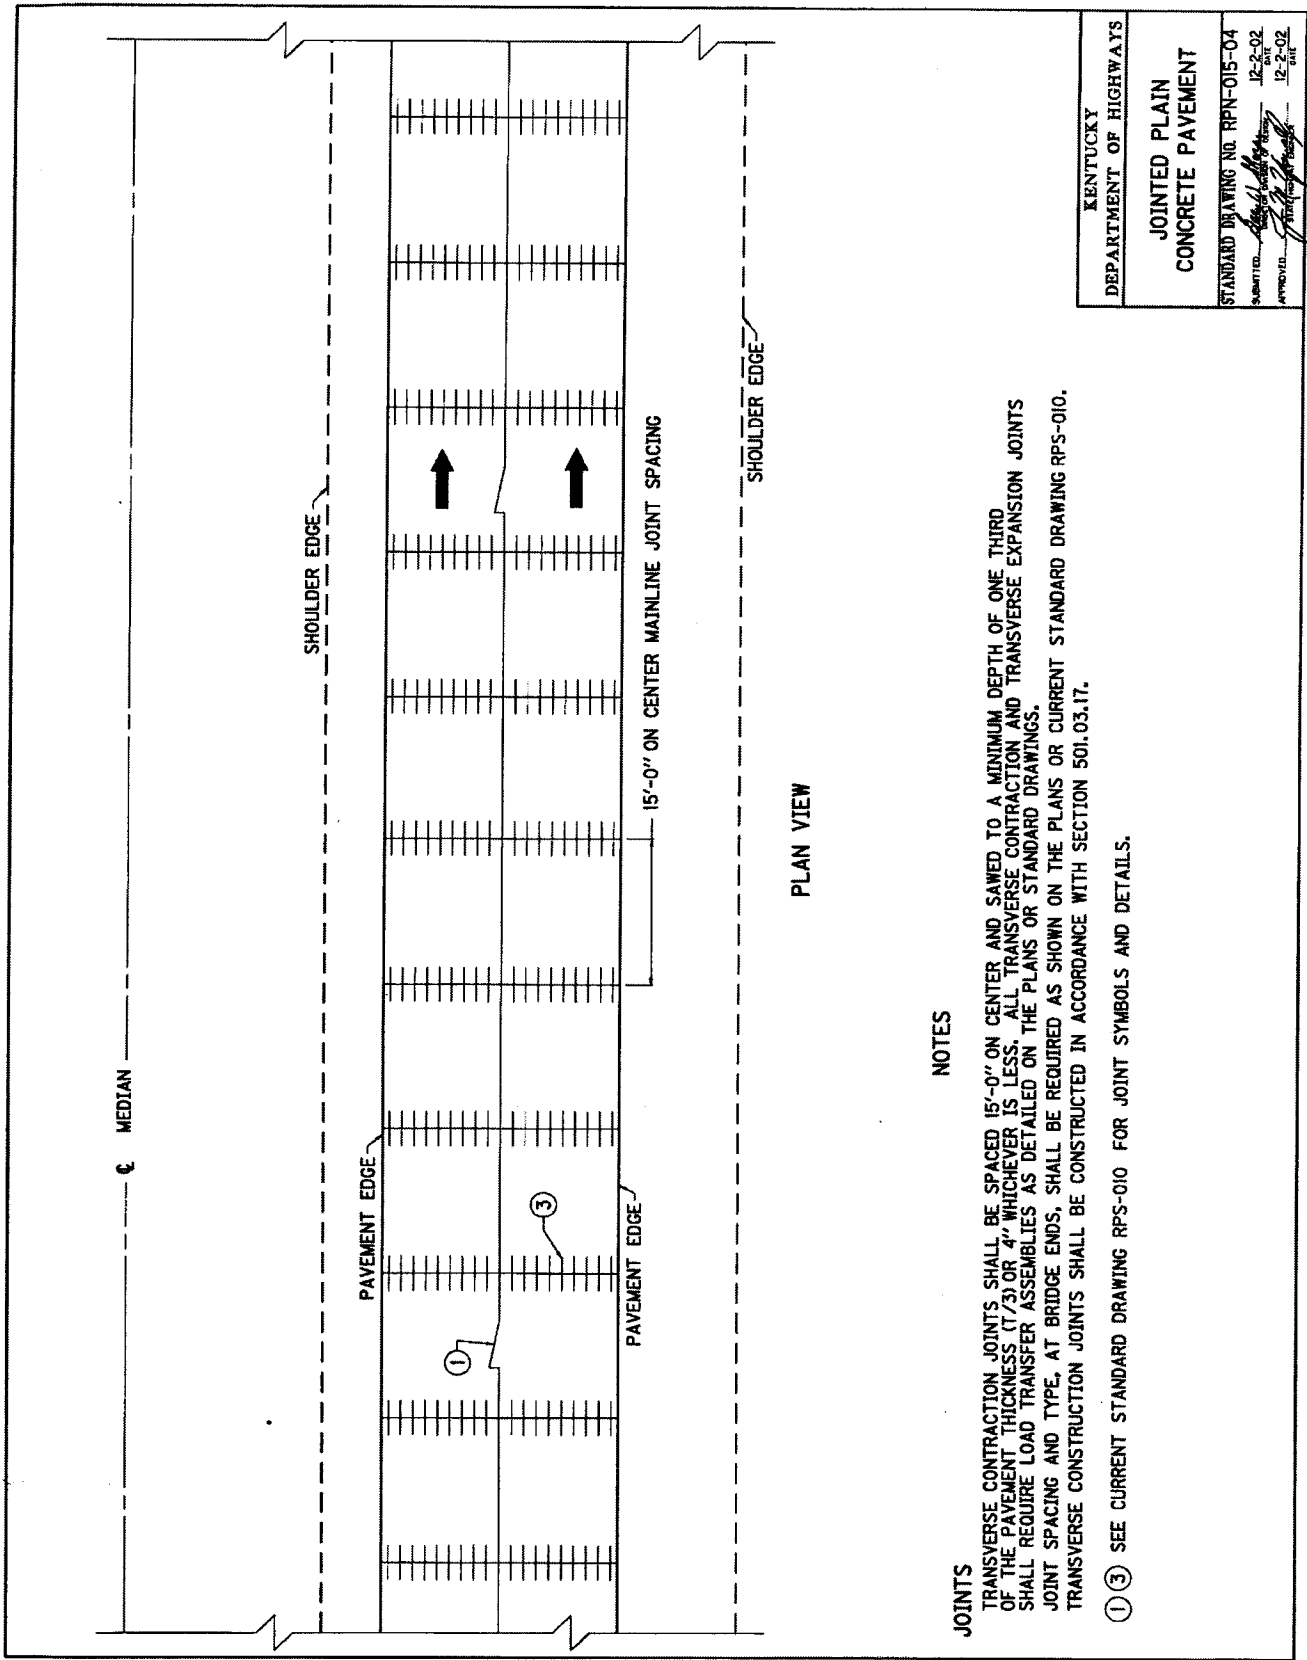 ℄ MEDIAN
SHOULDER EDGE
PAVEMENT EDGE
①
③
PAVEMENT EDGE
15'-0" ON CENTER MAINLINE JOINT SPACING
SHOULDER EDGE
PLAN VIEW
NOTES
JOINTS
TRANSVERSE CONTRACTION JOINTS SHALL BE SPACED 15'-0" ON CENTER AND SAWED TO A MINIMUM DEPTH OF ONE THIRD
OF THE PAVEMENT THICKNESS (T/3) OR 4" WHICHEVER IS LESS. ALL TRANSVERSE CONTRACTION AND TRANSVERSE EXPANSION JOINTS
SHALL REQUIRE LOAD TRANSFER ASSEMBLIES AS DETAILED ON THE PLANS OR STANDARD DRAWINGS.
JOINT SPACING AND TYPE, AT BRIDGE ENDS, SHALL BE REQUIRED AS SHOWN ON THE PLANS OR CURRENT STANDARD DRAWING RPS-010.
TRANSVERSE CONSTRUCTION JOINTS SHALL BE CONSTRUCTED IN ACCORDANCE WITH SECTION 501.03.17.
① ③ SEE CURRENT STANDARD DRAWING RPS-010 FOR JOINT SYMBOLS AND DETAILS.
KENTUCKY
DEPARTMENT OF HIGHWAYS
JOINTED PLAIN
CONCRETE PAVEMENT
STANDARD DRAWING NO. RPN-015-04
SUBMITTED 12-2-02
DATE
APPROVED 12-2-02
DATE